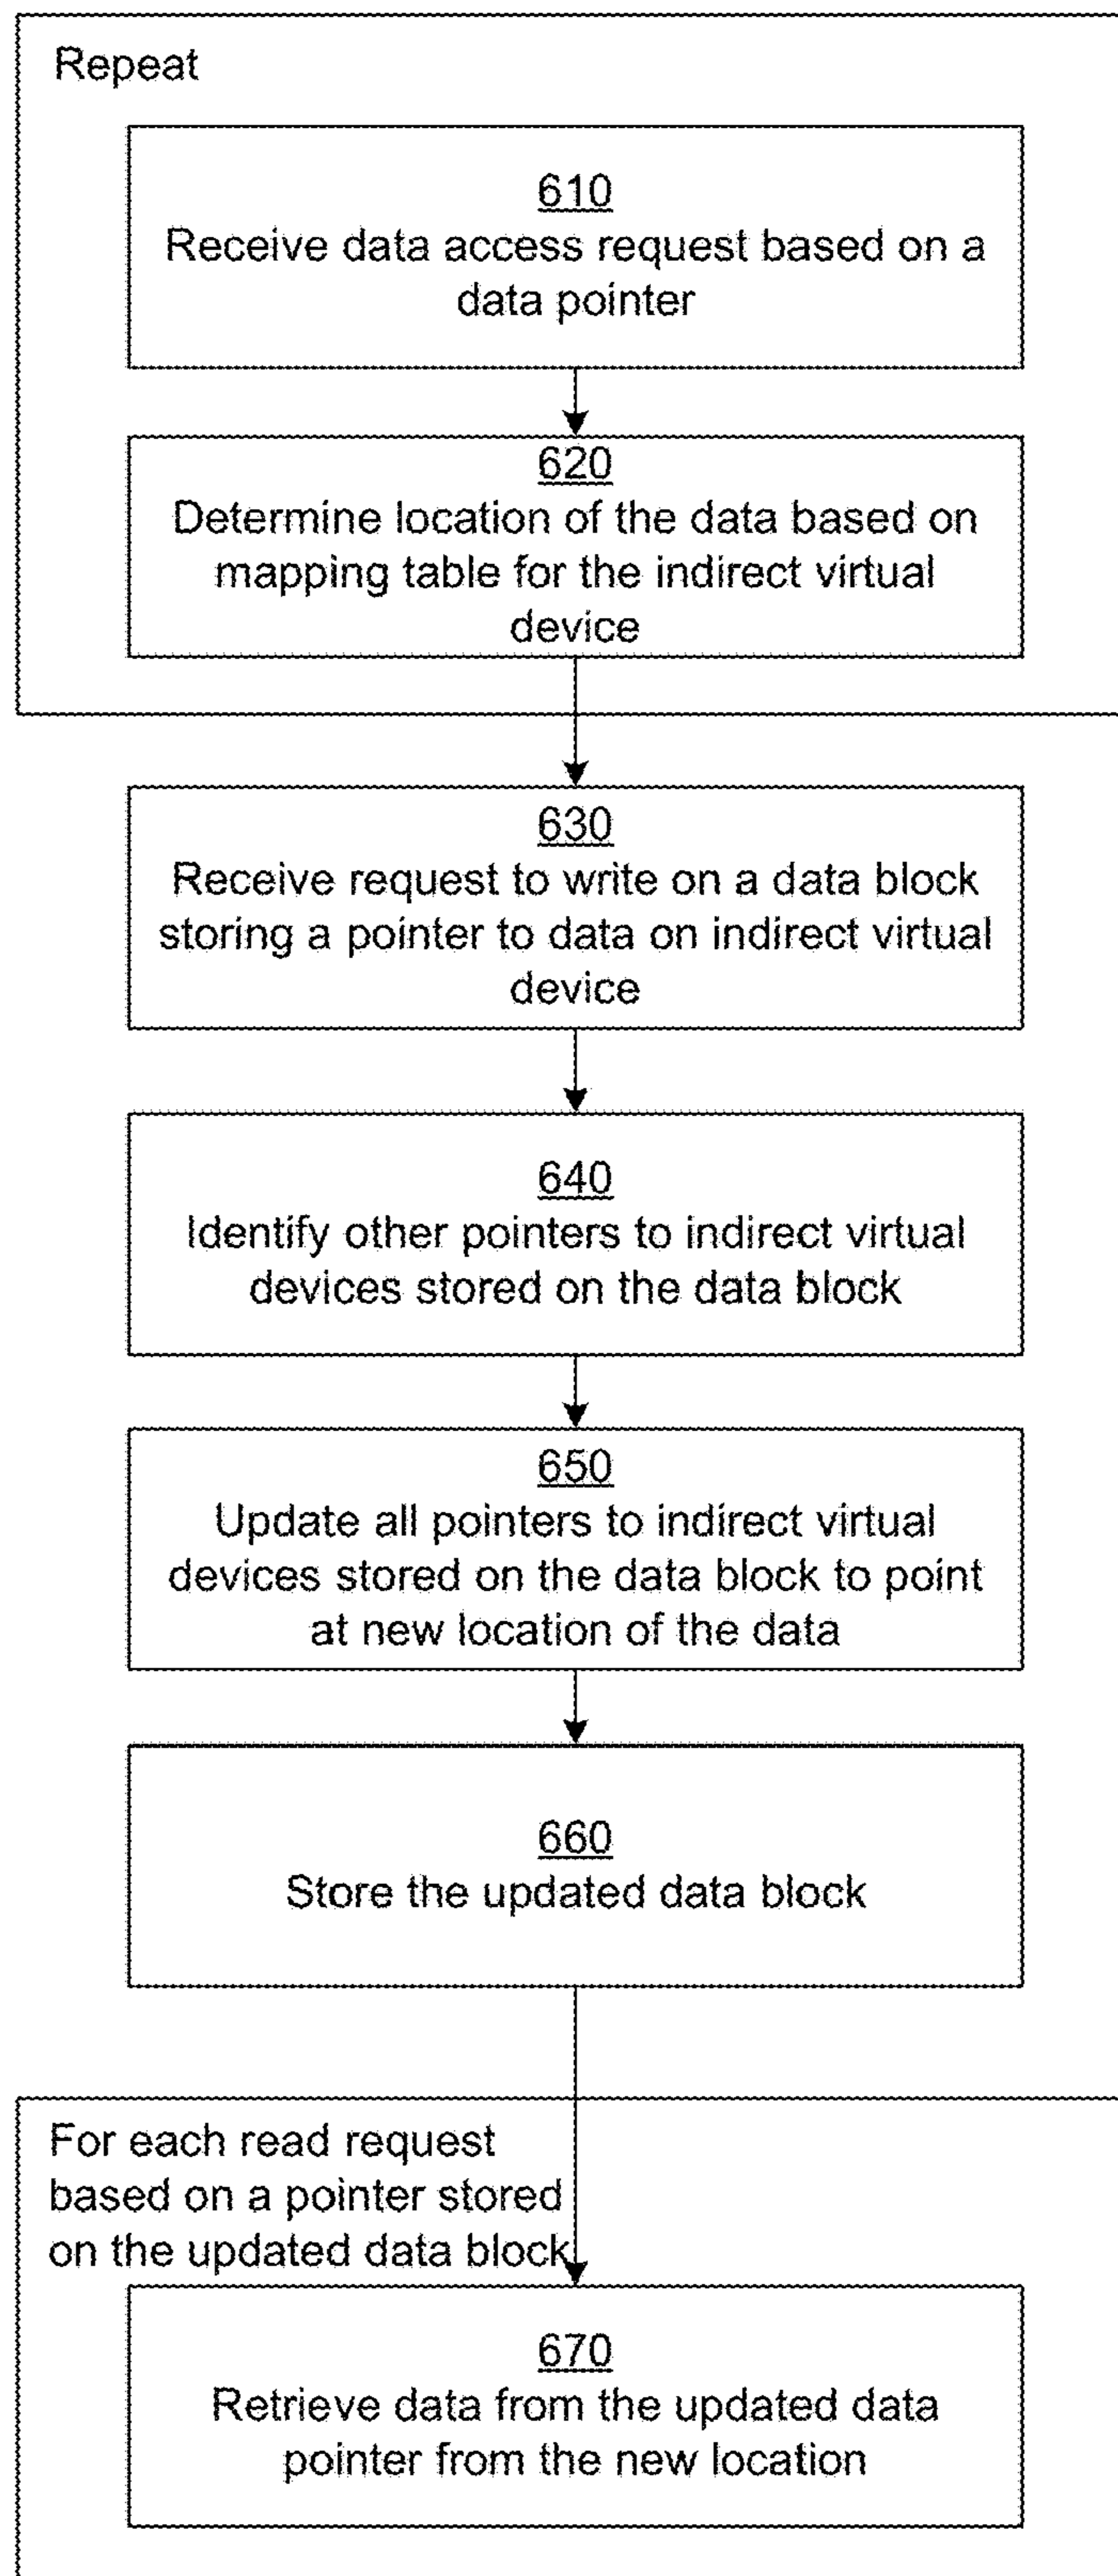 Repeat
610
Receive data access request based on a
data pointer
620
Determine location of the data based on
mapping table for the indirect virtual
device
630
Receive request to write on a data block
storing a pointer to data on indirect virtual
device
640
Identify other pointers to indirect virtual
devices stored on the data block
650
Update all pointers to indirect virtual
devices stored on the data block to point
at new location of the data
660
Store the updated data block
For each read request
based on a pointer stored
on the updated data block
670
Retrieve data from the updated data
pointer from the new location